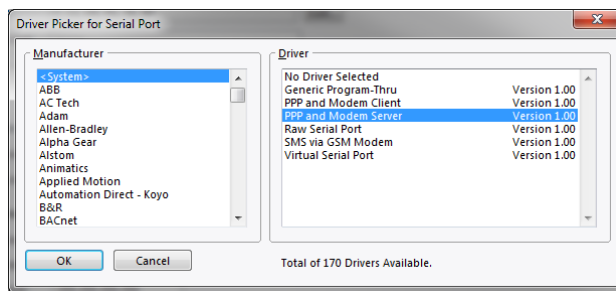 Driver Picker for Serial Port
Manufacturer
<System>
ABB
AC Tech
Adam
Allen-Bradley
Alpha Gear
Alstom
Animatics
Applied Motion
Automation Direct - Koyo
B&R
BACnet
Driver
No Driver Selected
Generic Program-Thru Version 1.00
PPP and Modem Client Version 1.00
PPP and Modem Server Version 1.00
Raw Serial Port Version 1.00
SMS via GSM Modem Version 1.00
Virtual Serial Port Version 1.00
OK
Cancel
Total of 170 Drivers Available.